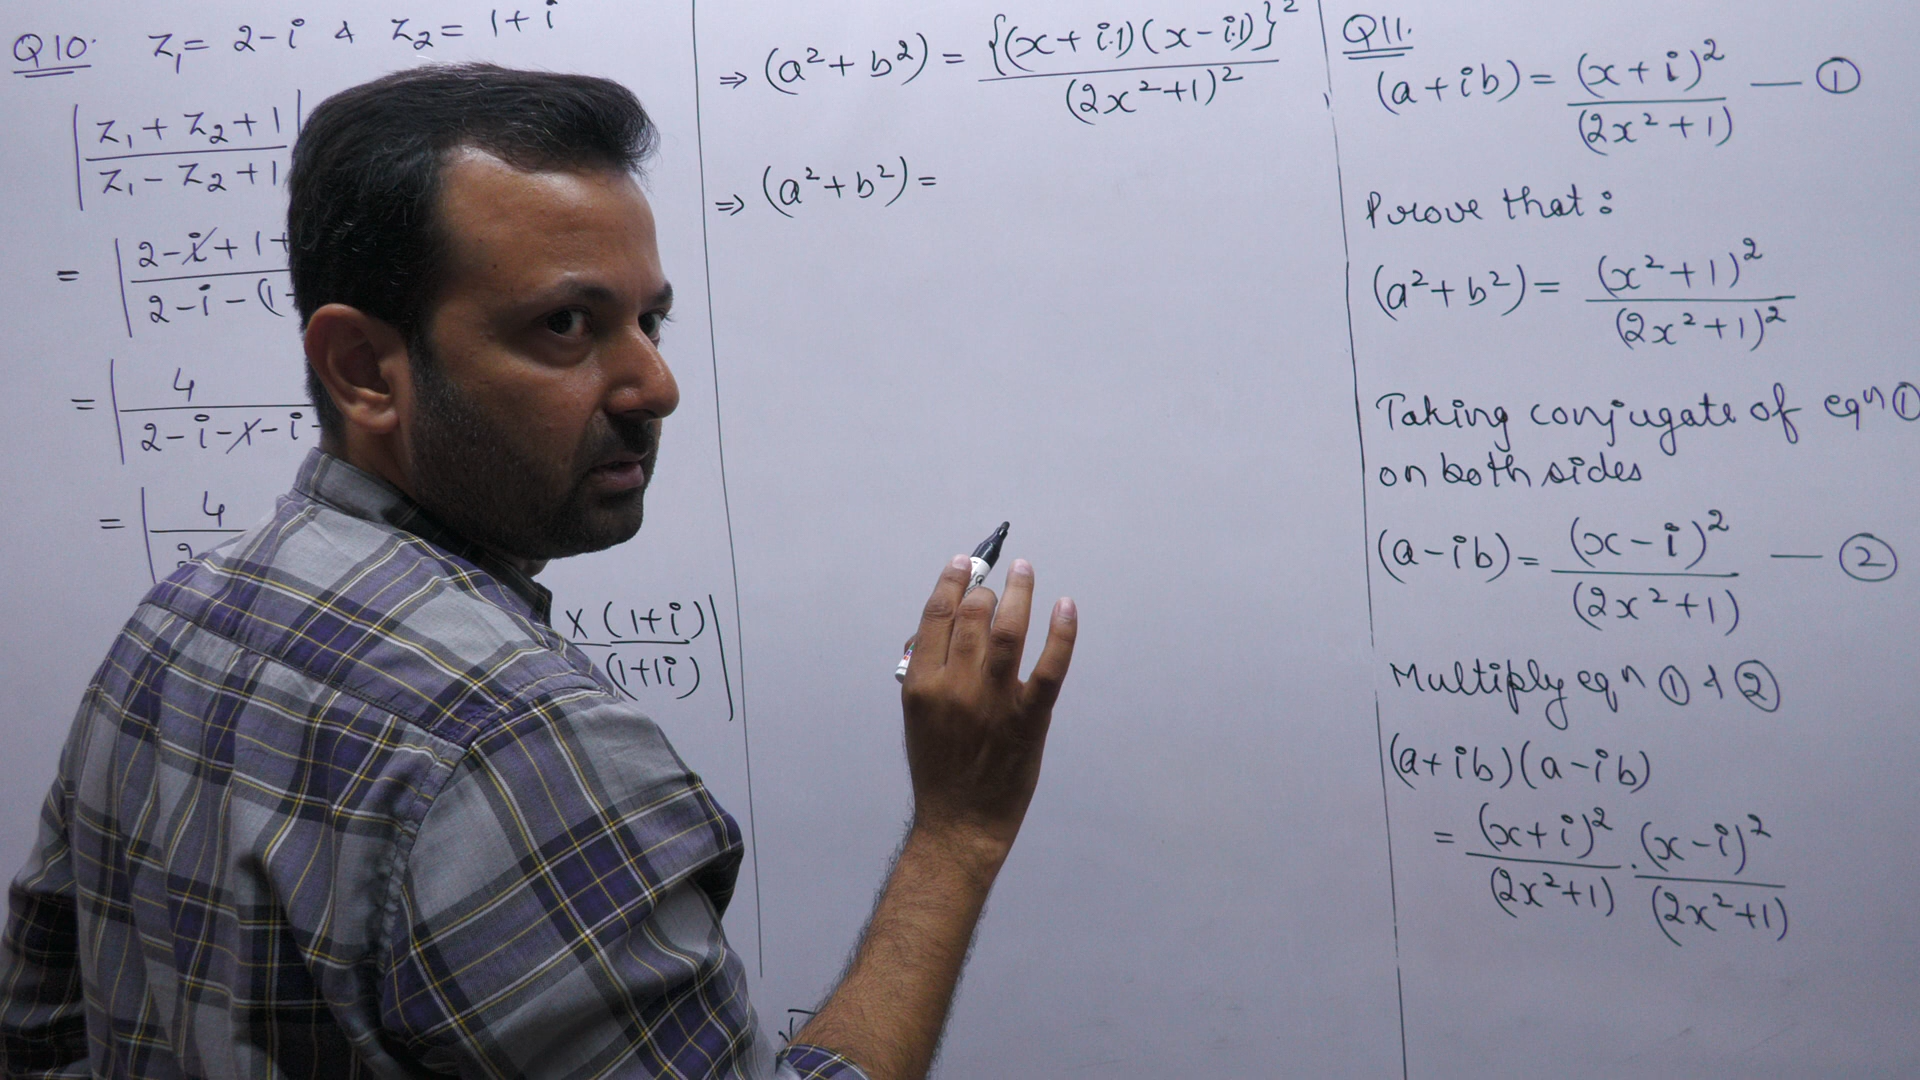 Q10. Z₁ = 2-i & Z₂ = 1+i
|Z₁ + Z₂ + 1|
|Z₁ - Z₂ + 1
= |2-i+1+
2-i-(1-
= |4
2-i-1-i-
= |4
2
x (1+i)|
(1+1i)|
⇒ (a²+b²) = {(x+i.1)(x-i.1)}²
(2x²+1)²
⇒ (a²+b²) =
Q11.
(a+ib) = (x+i)² — ①
(2x²+1)
Prove that:
(a²+b²) = (x²+1)²
(2x²+1)²
Taking conjugate of eqⁿ ①
on both sides
(a-ib) = (x-i)² — ②
(2x²+1)
Multiply eqⁿ ① & ②
(a+ib)(a-ib)
= (x+i)² . (x-i)²
(2x²+1) (2x²+1)